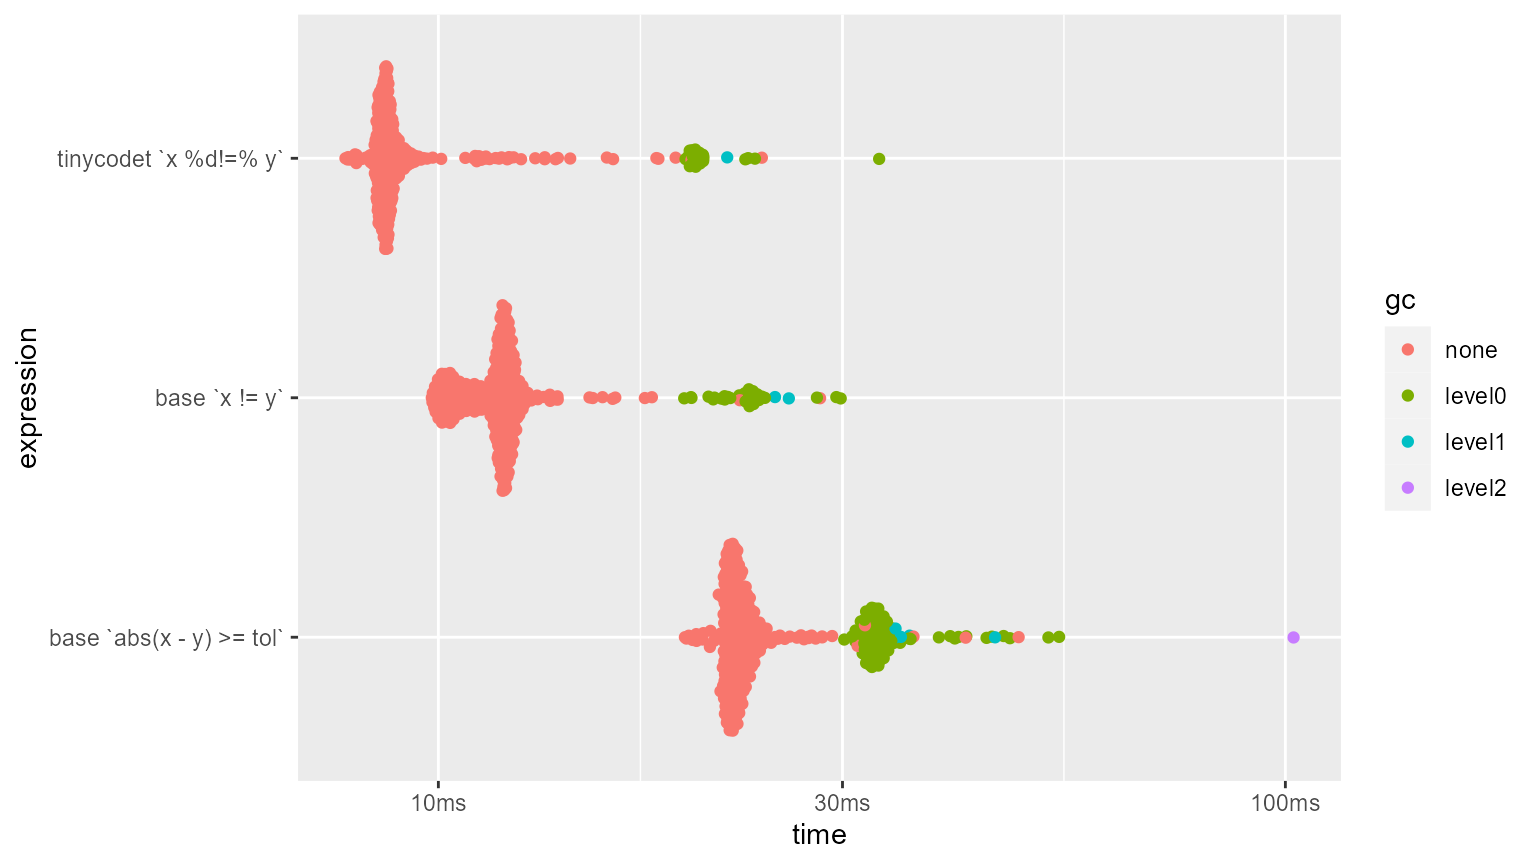 tinycodet `x %d!=% y`
base `x != y`
base `abs(x - y) >= tol`
expression
10ms
30ms
100ms
time
gc
none
level0
level1
level2